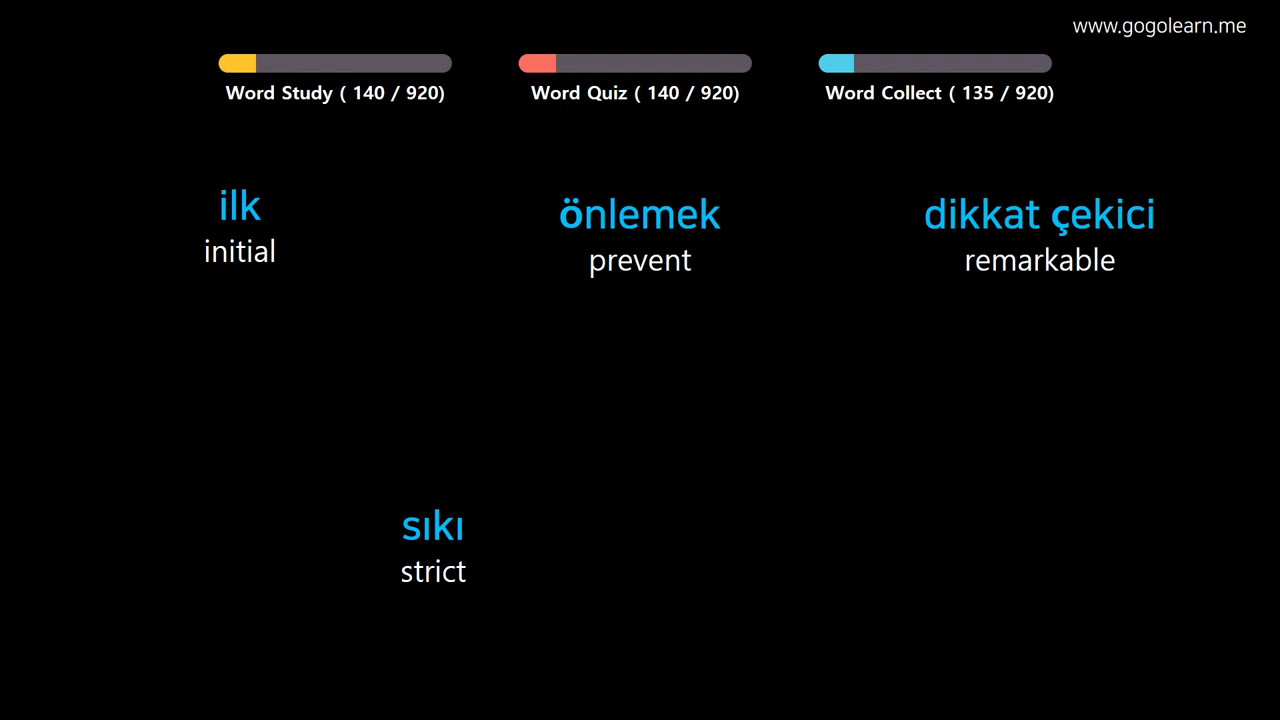 www.gogolearn.me
Word Study ( 140 / 920)
Word Quiz ( 140 / 920)
Word Collect ( 135 / 920)
ilk
initial
önlemek
prevent
dikkat çekici
remarkable
sıkı
strict